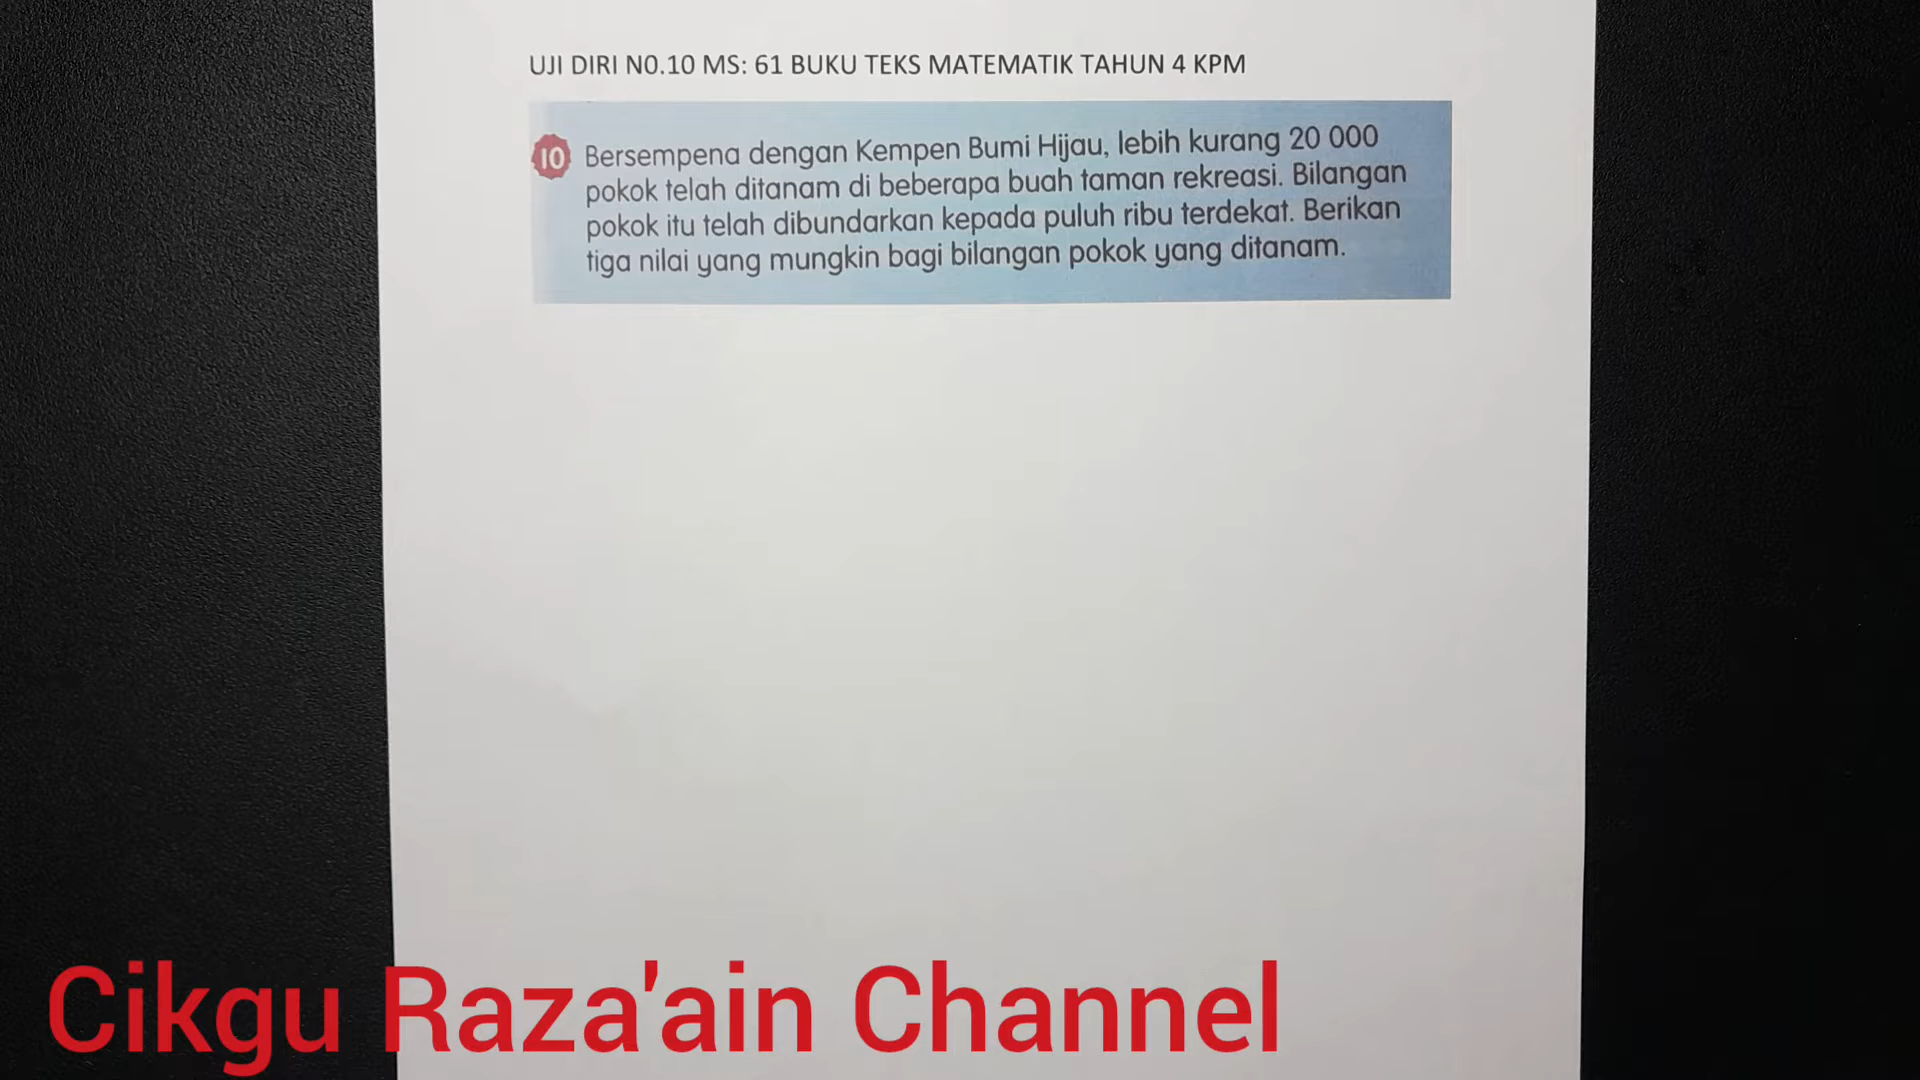 UJI DIRI N0.10 MS: 61 BUKU TEKS MATEMATIK TAHUN 4 KPM
10 Bersempena dengan Kempen Bumi Hijau, lebih kurang 20 000
pokok telah ditanam di beberapa buah taman rekreasi. Bilangan
pokok itu telah dibundarkan kepada puluh ribu terdekat. Berikan
tiga nilai yang mungkin bagi bilangan pokok yang ditanam.
Cikgu Raza'ain Channel